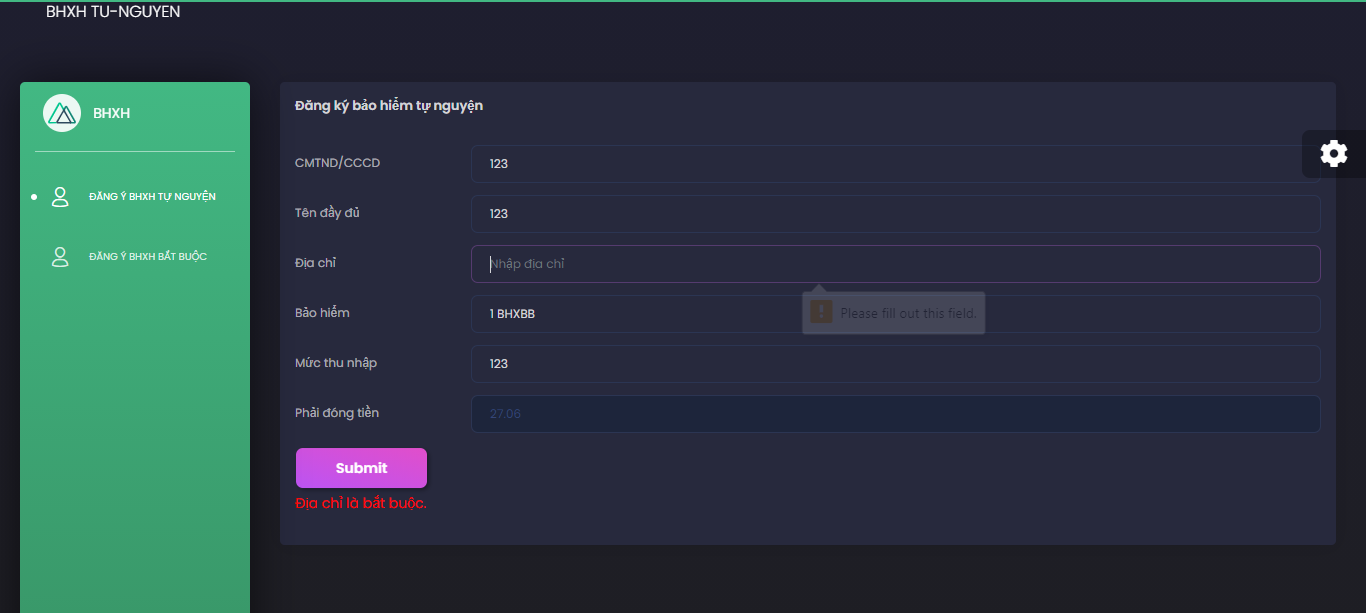 BHXH TU-NGUYEN
BHXH
ĐĂNG Ý BHXH TỰ NGUYỆN
ĐĂNG Ý BHXH BẮT BUỘC
Đăng ký bảo hiểm tự nguyện
CMTND/CCCD
123
Tên đầy đủ
123
Địa chỉ
Nhập địa chỉ
Please fill out this field.
Bảo hiểm
1 BHXBB
Mức thu nhập
123
Phải đóng tiền
27.06
Submit
Địa chỉ là bắt buộc.